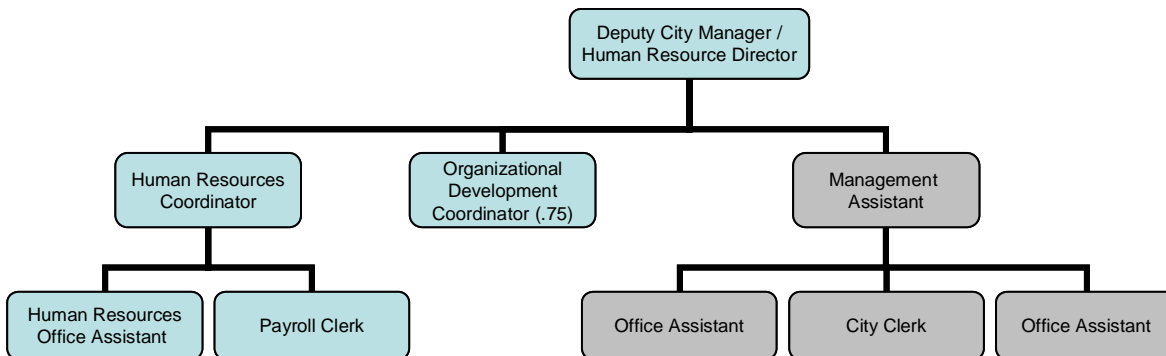 Deputy City Manager /
Human Resource Director
Human Resources
Coordinator
Organizational
Development
Coordinator (.75)
Management
Assistant
Human Resources
Office Assistant
Payroll Clerk
Office Assistant
City Clerk
Office Assistant